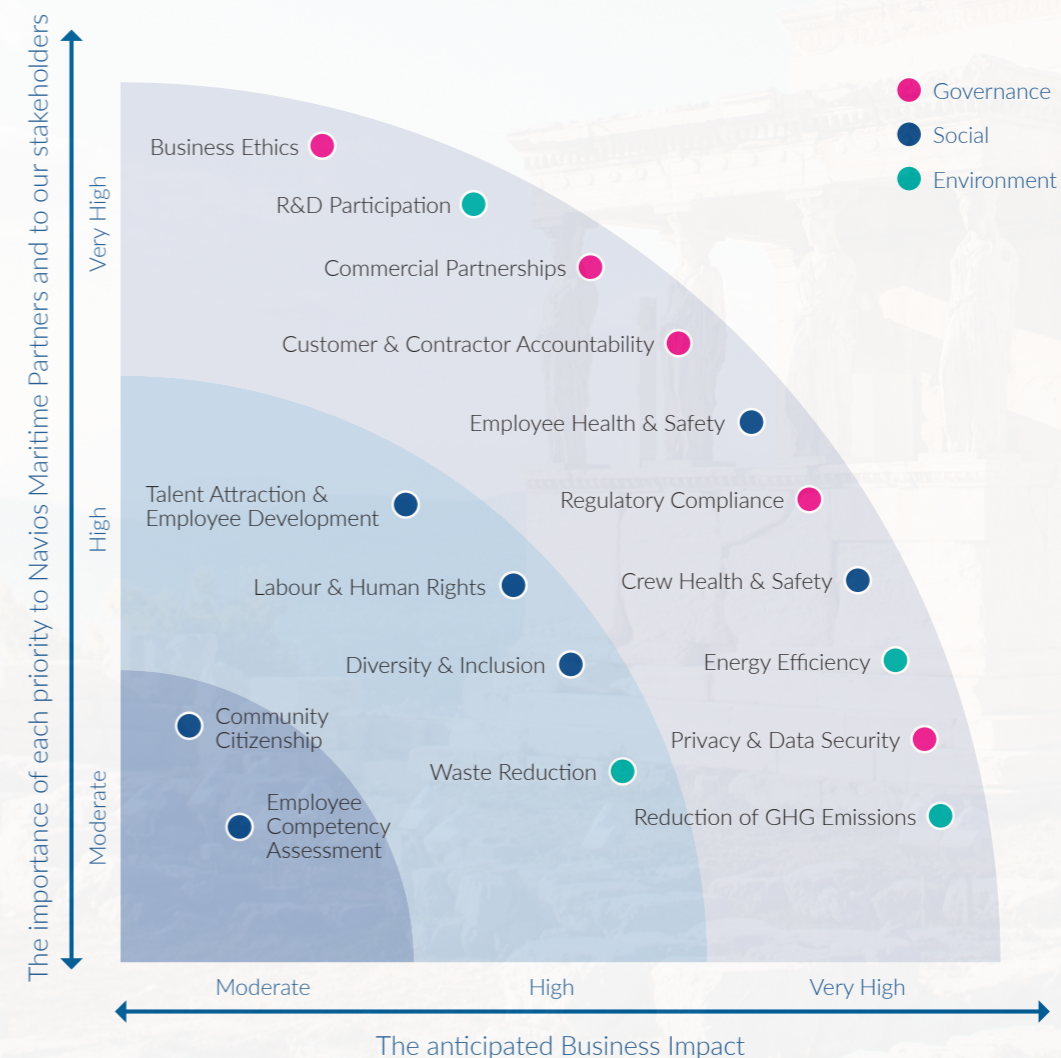 The importance of each priority to Navios Maritime Partners and to our stakeholders
Very High
High
Moderate
Governance
Social
Environment
Business Ethics
R&D Participation
Commercial Partnerships
Customer & Contractor Accountability
Employee Health & Safety
Talent Attraction &
Employee Development
Regulatory Compliance
Labour & Human Rights
Crew Health & Safety
Diversity & Inclusion
Energy Efficiency
Community
Citizenship
Privacy & Data Security
Waste Reduction
Employee
Competency
Assessment
Reduction of GHG Emissions
Moderate
High
Very High
The anticipated Business Impact